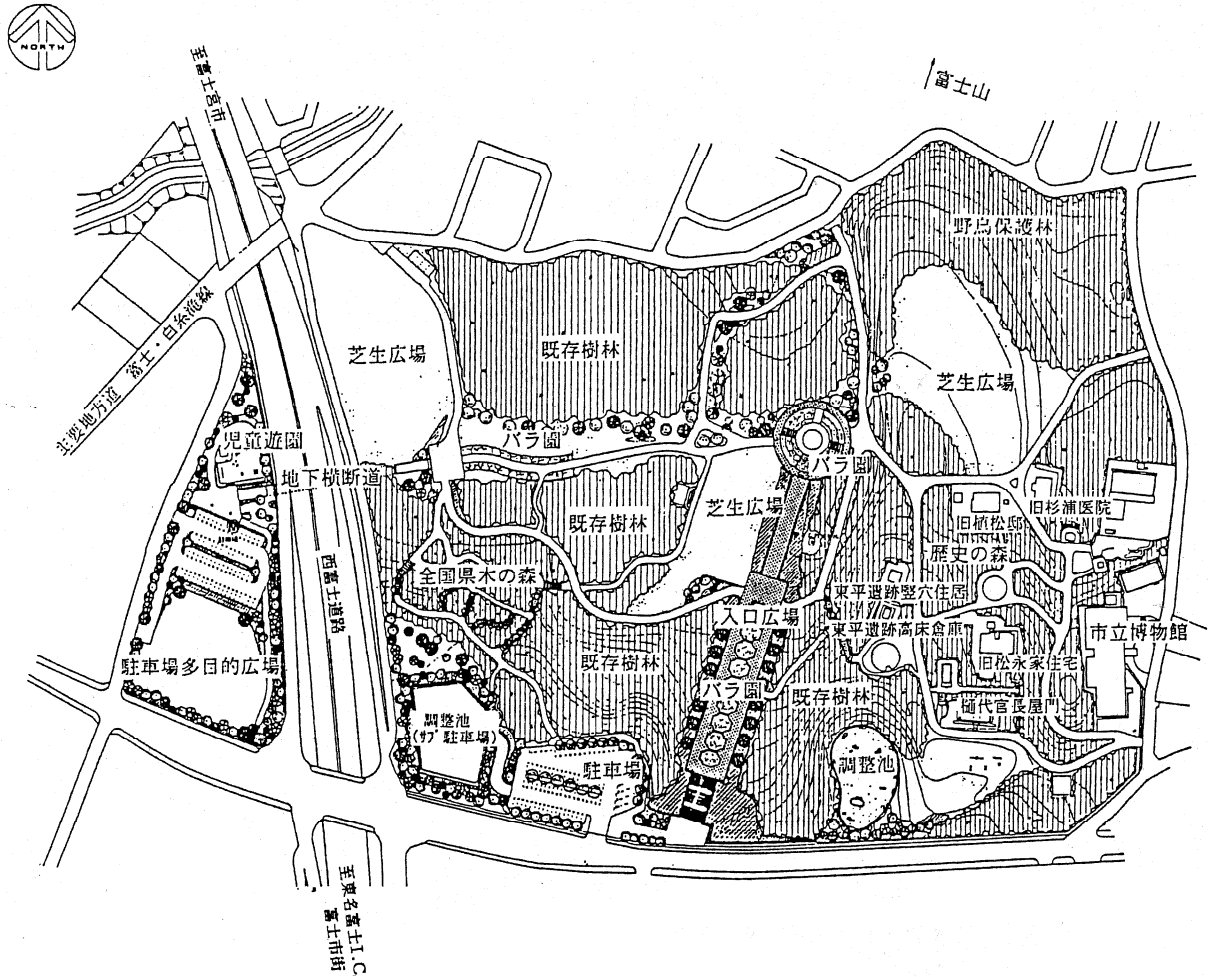 NORTH
至富士宮市
富士山
野鳥保護林
主要地方道 富士・白糸滝線
芝生広場
既存樹林
芝生広場
児童遊園
バラ園
地下横断道
バラ園
芝生広場
既存樹林
旧植松邸
旧杉浦医院
西富士道路
歴史の森
全国県木の森
東平遺跡竪穴住居
入口広場
東平遺跡高床倉庫
市立博物館
駐車場多目的広場
既存樹林
旧松永家住宅
バラ園
既存樹林
樋代官長屋門
調整池
(サブ駐車場)
駐車場
調整池
至東名富士I.C
富士市街